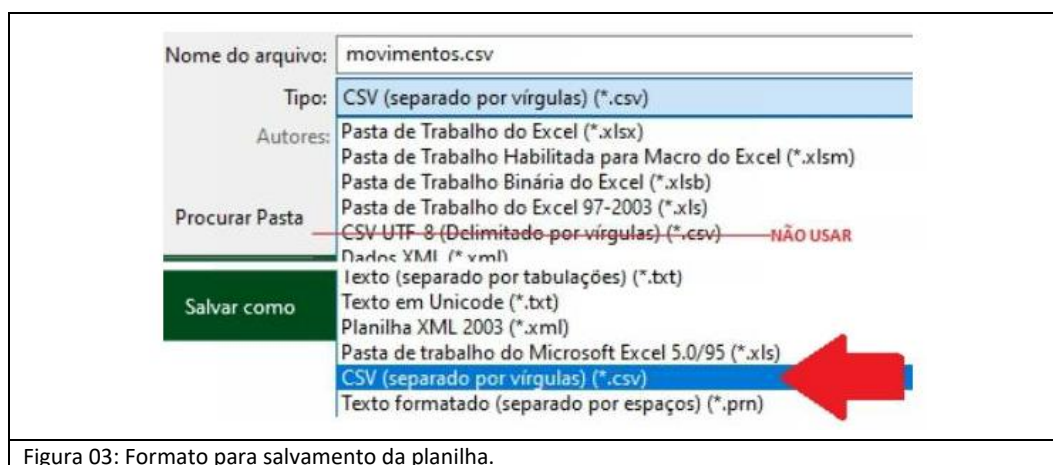 Nome do arquivo: movimentos.csv
Tipo: CSV (separado por vírgulas) (*.csv)
Autores: Pasta de Trabalho do Excel (*.xlsx)
Pasta de Trabalho Habilitada para Macro do Excel (*.xlsm)
Pasta de Trabalho Binária do Excel (*.xlsb)
Procurar Pasta Pasta de Trabalho do Excel 97-2003 (*.xls)
CSV UTF-8 (Delimitado por vírgulas) (*.csv) NÃO USAR
Dados XML (*.xml)
Texto (separado por tabulações) (*.txt)
Salvar como Texto em Unicode (*.txt)
Planilha XML 2003 (*.xml)
Pasta de trabalho do Microsoft Excel 5.0/95 (*.xls)
CSV (separado por vírgulas) (*.csv)
Texto formatado (separado por espaços) (*.prn)
Figura 03: Formato para salvamento da planilha.